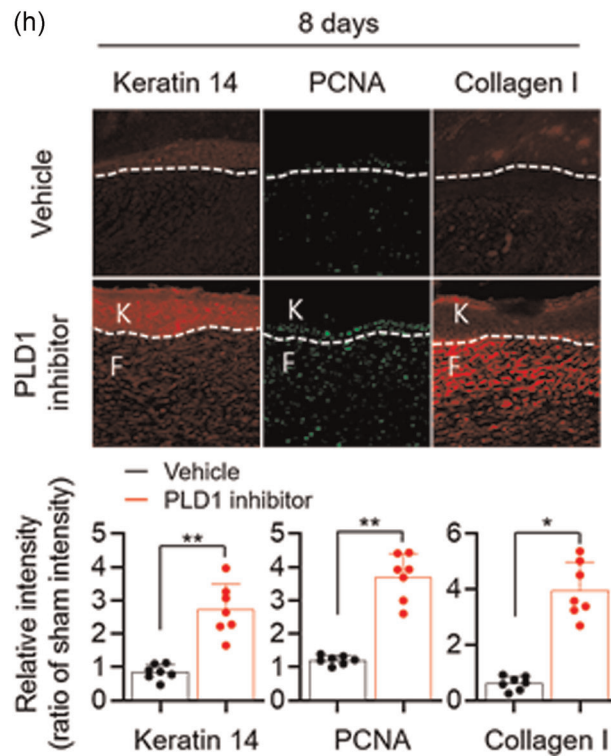 (h)
8 days
Keratin 14
PCNA
Collagen I
Vehicle
PLD1
inhibitor
K
F
K
F
K
F
Vehicle
PLD1 inhibitor
Relative intensity
(ratio of sham intensity)
5
4
3
2
1
0
**
Keratin 14
5
4
3
2
1
0
**
PCNA
6
4
2
0
*
Collagen I